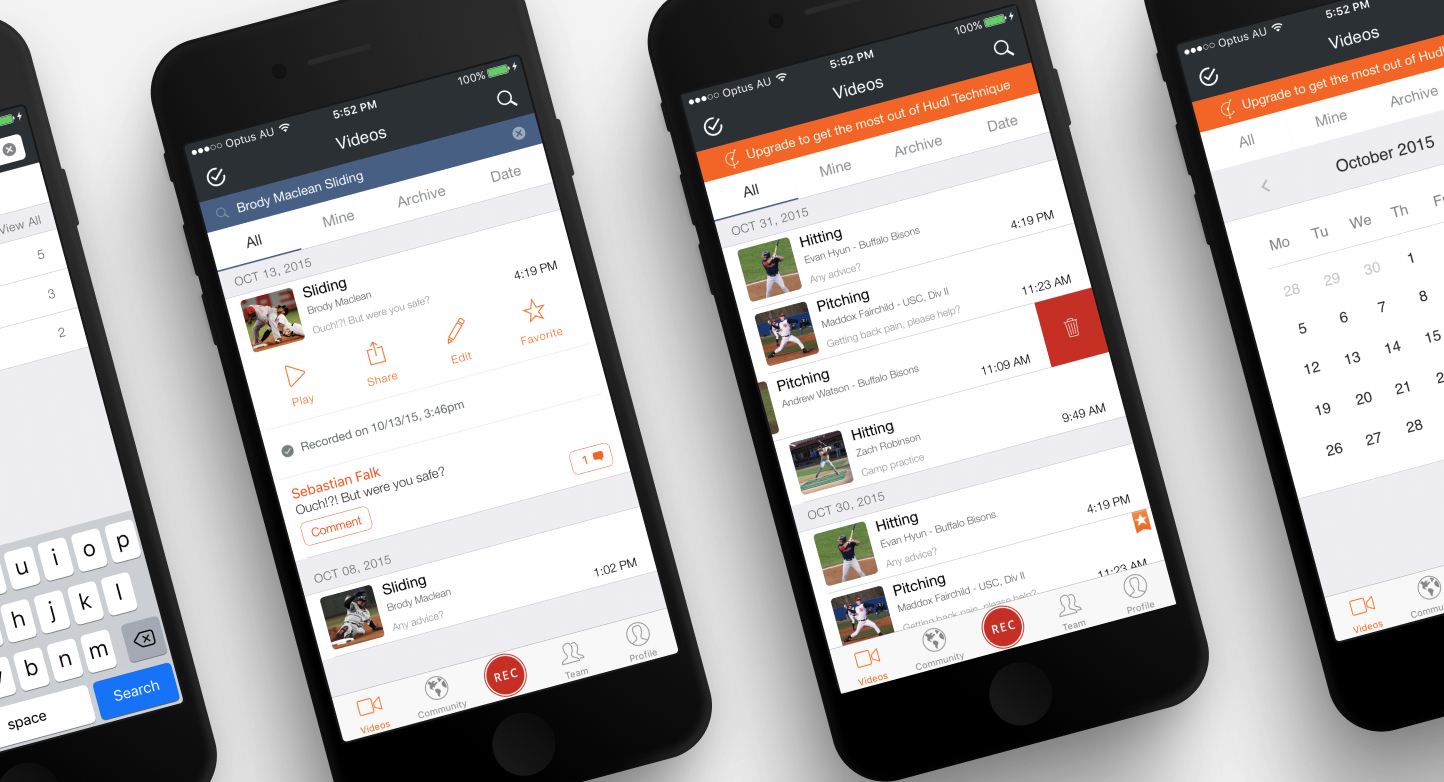 View All
5
3
2
u i o p
h j k l
b n m
space
Search
Optus AU
5:52 PM
100%
Videos
Brody Maclean Sliding
All
Mine
Archive
Date
OCT 13, 2015
Sliding
4:19 PM
Brody Maclean
Ouch!?! But were you safe?
Play
Share
Edit
Favorite
Recorded on 10/13/15, 3:46pm
Sebastian Falk
Ouch!?! But were you safe?
1
Comment
OCT 08, 2015
Sliding
1:02 PM
Brody Maclean
Any advice?
Videos
Community
REC
Team
Profile
Optus AU
5:52 PM
100%
Videos
Upgrade to get the most out of Hudl Technique
All
Mine
Archive
Date
OCT 31, 2015
Hitting
4:19 PM
Evan Hyun - Buffalo Bisons
Any advice?
Pitching
11:23 AM
Maddox Fairchild - USC, Div II
Getting back pain, please help?
Pitching
11:09 AM
Andrew Watson - Buffalo Bisons
Hitting
9:49 AM
Zach Robinson
Camp practice
OCT 30, 2015
Hitting
4:19 PM
Evan Hyun - Buffalo Bisons
Any advice?
Pitching
11:23 AM
Maddox Fairchild - USC, Div II
Getting back pain, please help?
Videos
Community
REC
Team
Profile
Optus AU
5:52 PM
Videos
Upgrade to get the most out of Hudl
All
Mine
Archive
October 2015
Mo Tu We Th
28 29 30 1
5 6 7 8
12 13 14 15
19 20 21
26 27 28
Videos